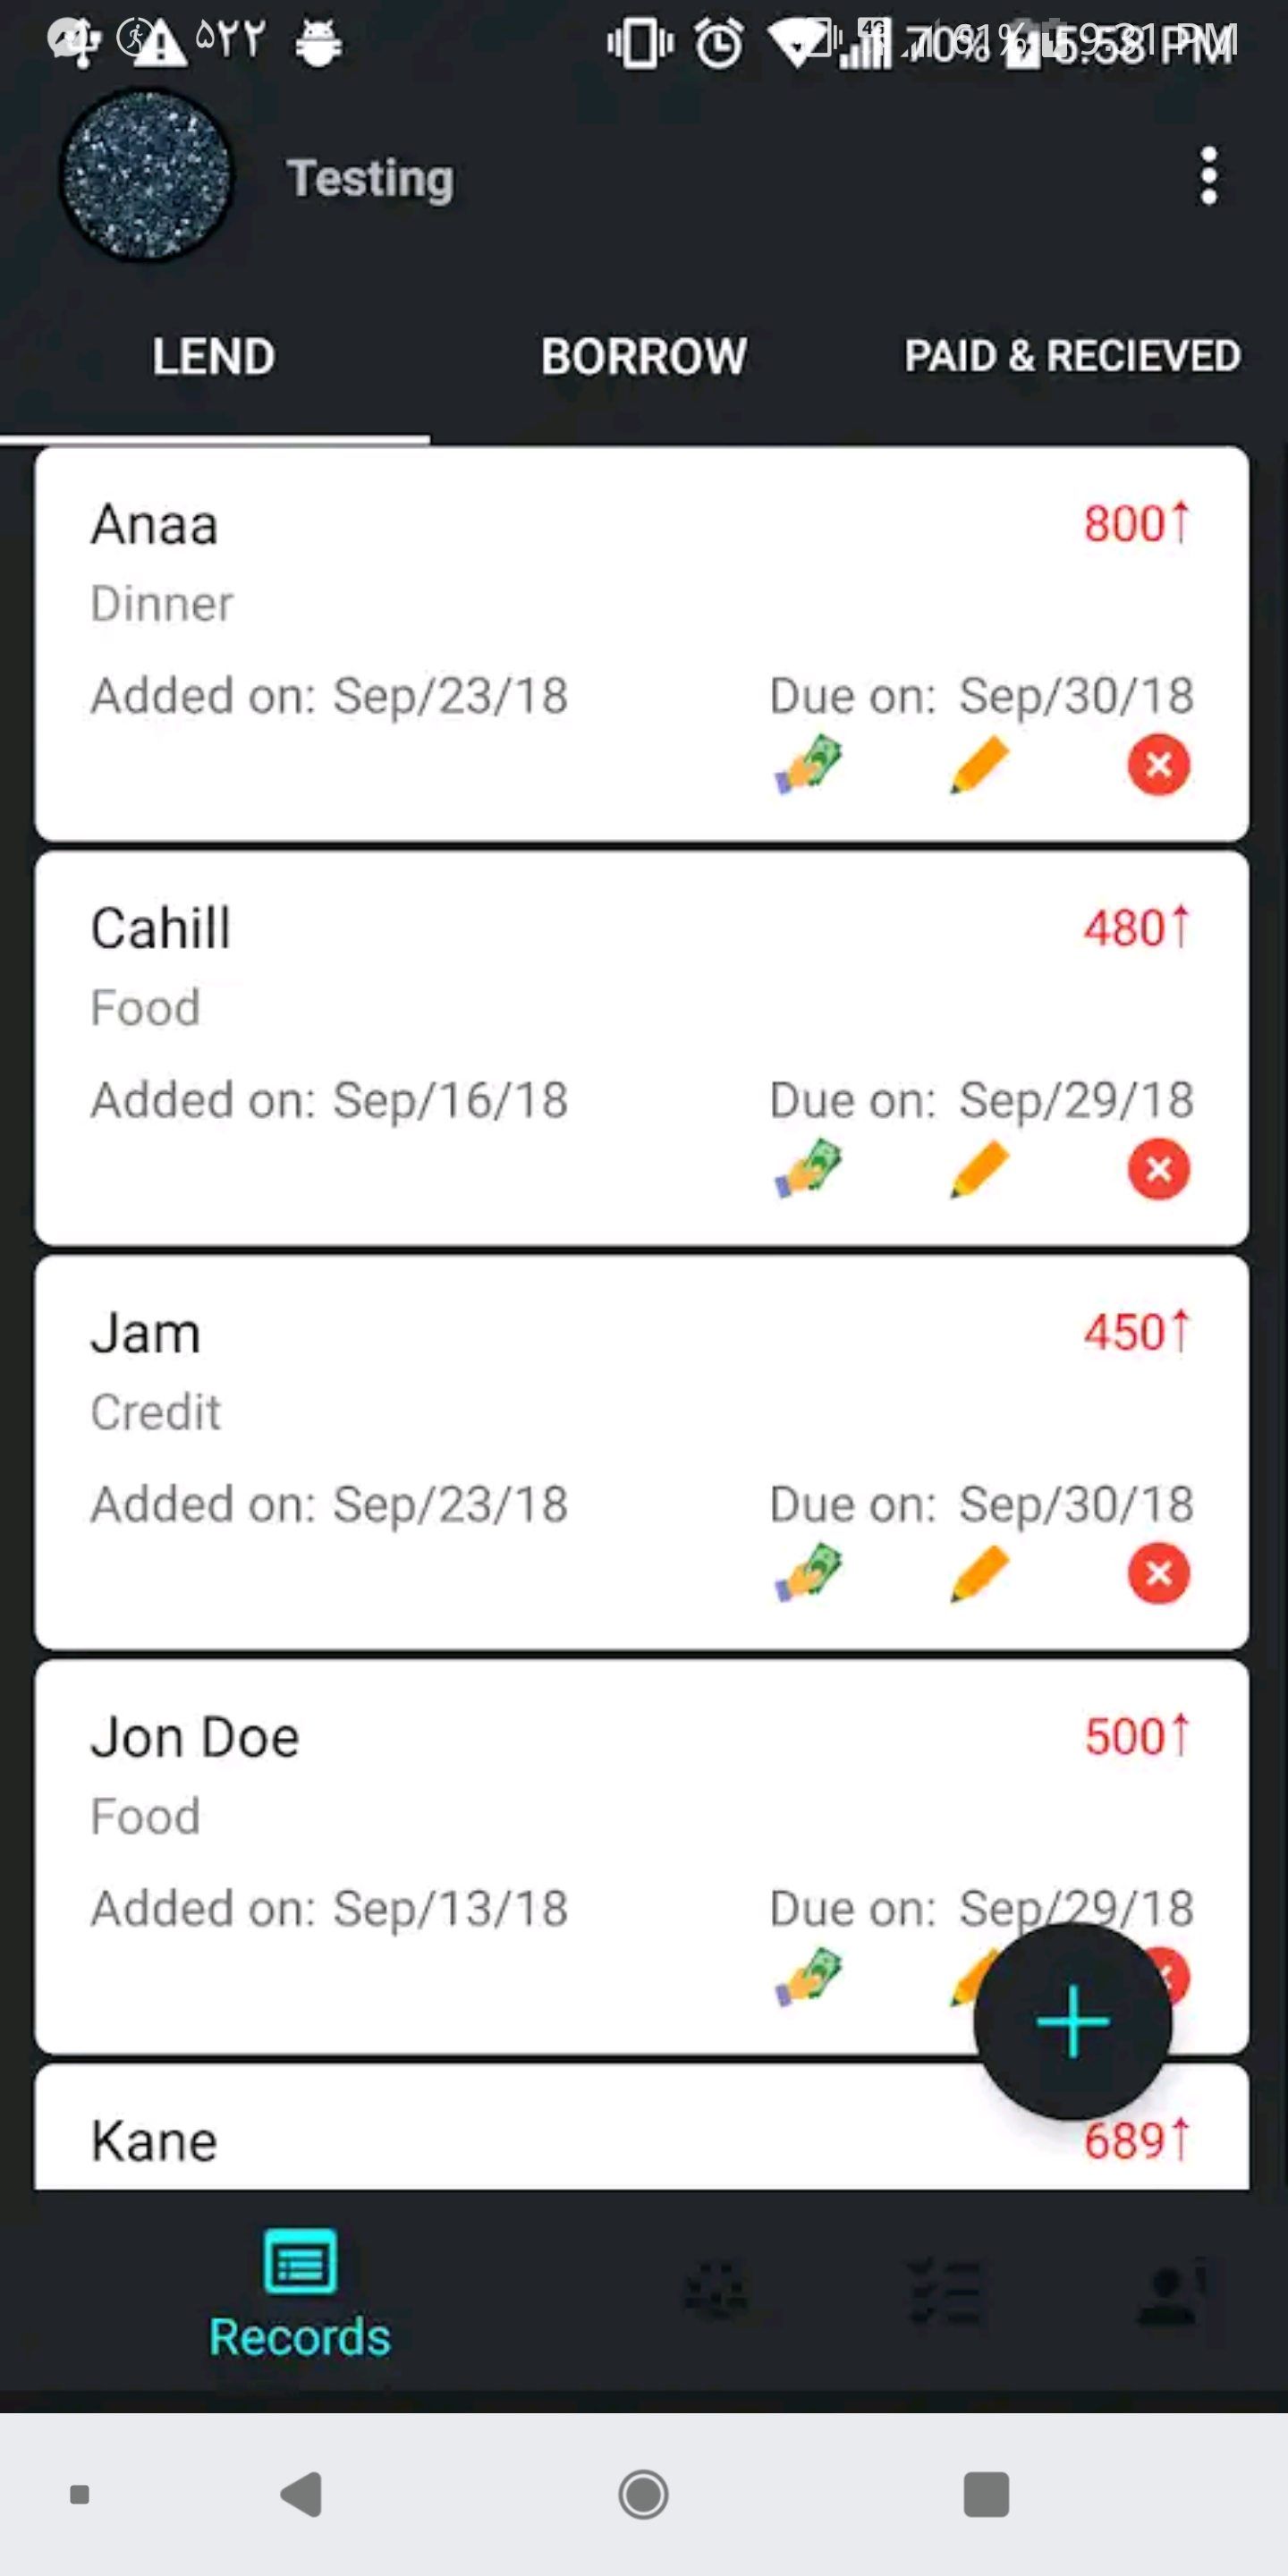 ۵۲۲ 70% 61% 9:31 PM
Testing
LEND BORROW PAID & RECIEVED
Anaa 800↑
Dinner
Added on: Sep/23/18 Due on: Sep/30/18
Cahill 480↑
Food
Added on: Sep/16/18 Due on: Sep/29/18
Jam 450↑
Credit
Added on: Sep/23/18 Due on: Sep/30/18
Jon Doe 500↑
Food
Added on: Sep/13/18 Due on: Sep/29/18
Kane 689↑
Records